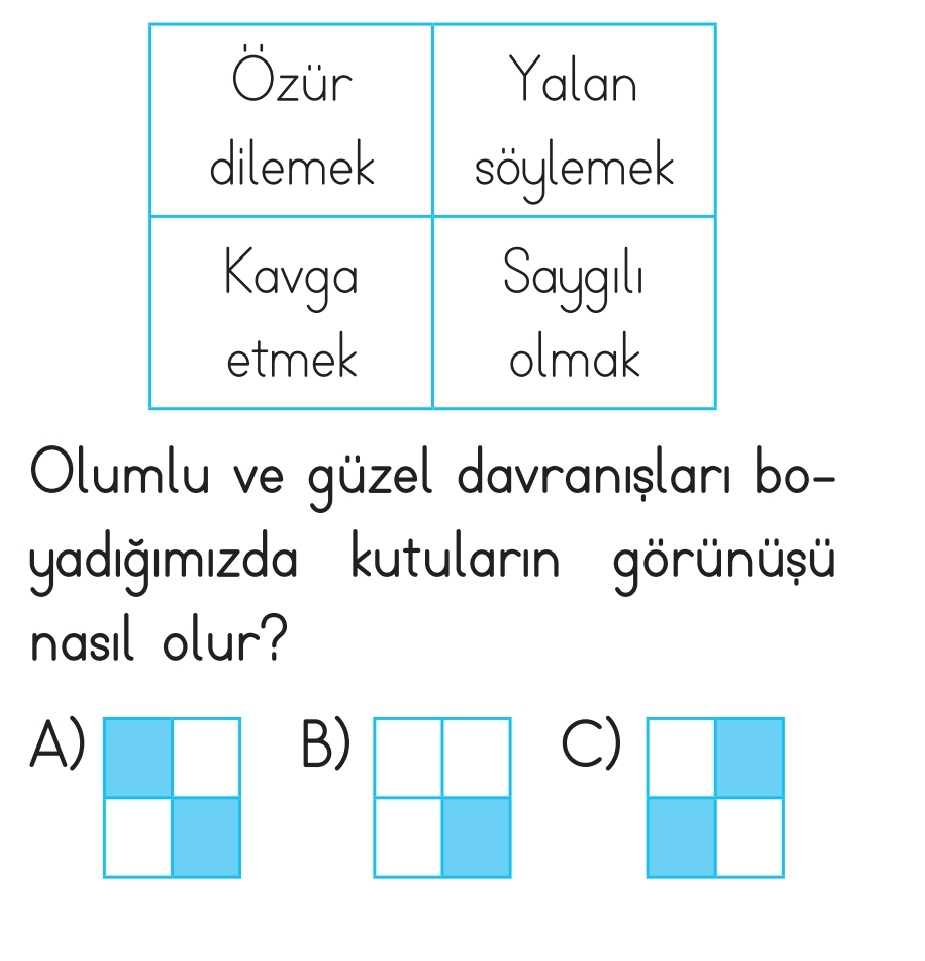 Özür
dilemek
Yalan
söylemek
Kavga
etmek
Saygılı
olmak
Olumlu ve güzel davranışları bo-
yadığımızda kutuların görünüşü
nasıl olur?
A) B) C)